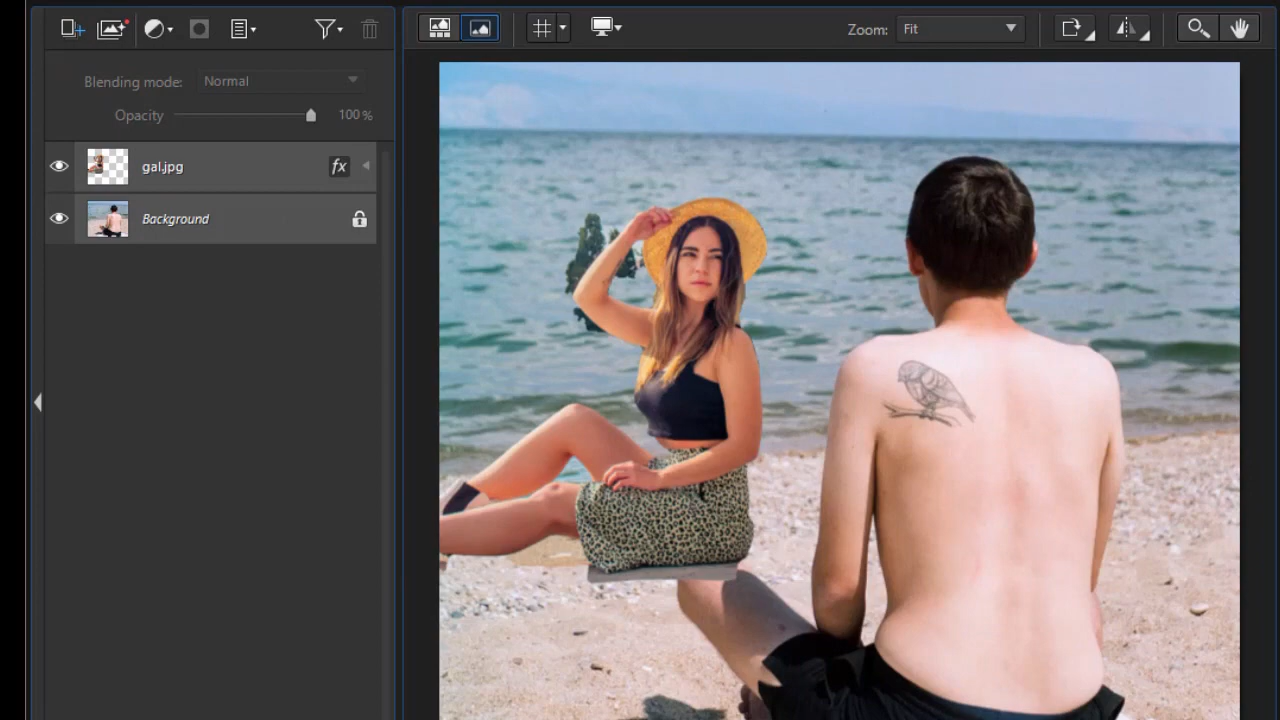 Zoom: Fit
Blending mode: Normal
Opacity 100%
gal.jpg fx
Background